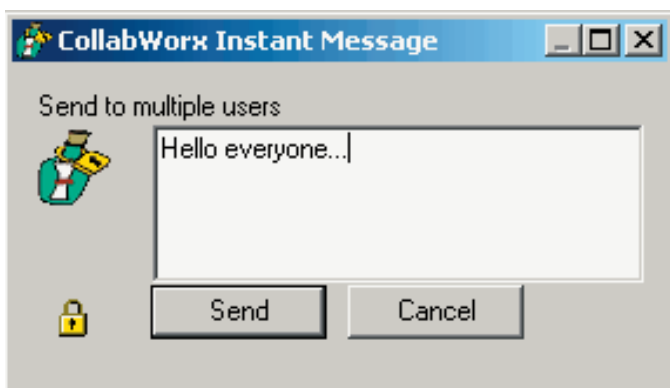 CollabWorx Instant Message
Send to multiple users
Hello everyone...
Send Cancel